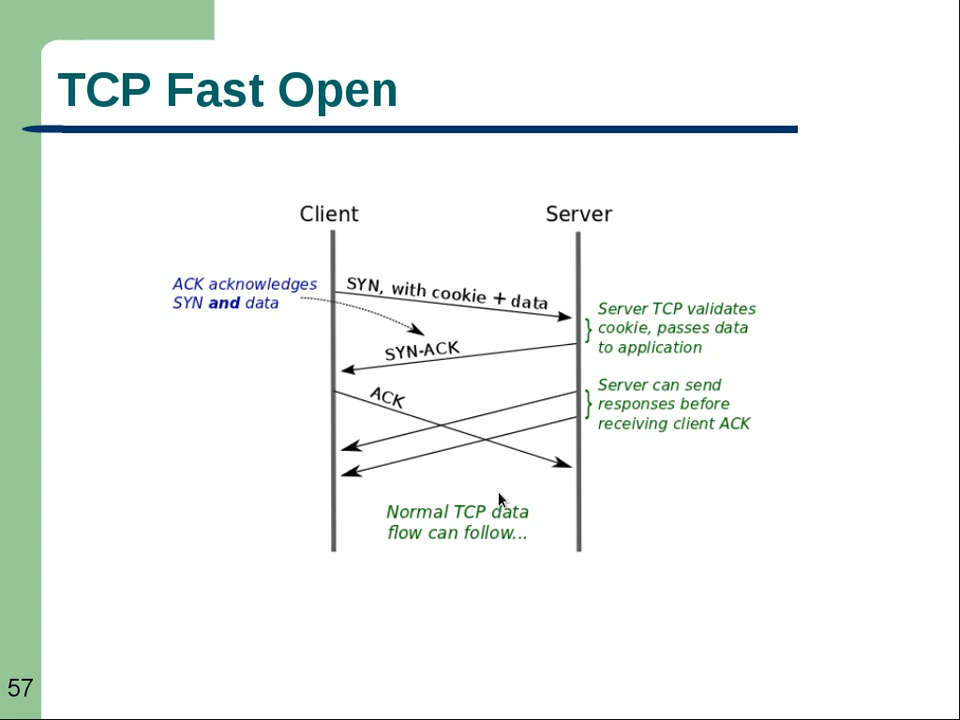 TCP Fast Open
Client
Server
ACK acknowledges
SYN and data
SYN, with cookie + data
Server TCP validates
cookie, passes data
to application
SYN-ACK
Server can send
responses before
receiving client ACK
ACK
Normal TCP data
flow can follow...
57